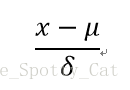 x − μ
δ
e_Spotty_Cat